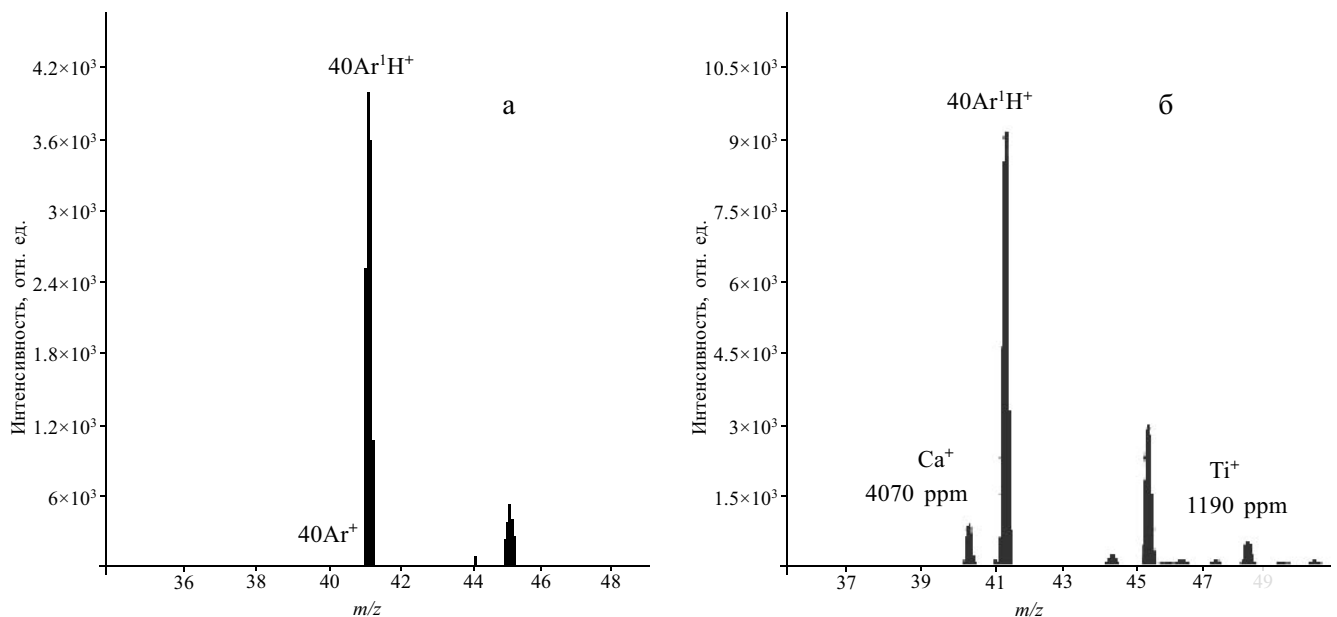 4.2×10³
3.6×10³
3×10³
2.4×10³
1.8×10³
1.2×10³
6×10³
Интенсивность, отн. ед.
40Ar¹H⁺
а
40Ar⁺
36 38 40 42 44 46 48
m/z
10.5×10³
9×10³
7.5×10³
6×10³
4.5×10³
3×10³
1.5×10³
Интенсивность, отн. ед.
40Ar¹H⁺
б
Ca⁺
4070 ppm
Ti⁺
1190 ppm
37 39 41 43 45 47 49
m/z